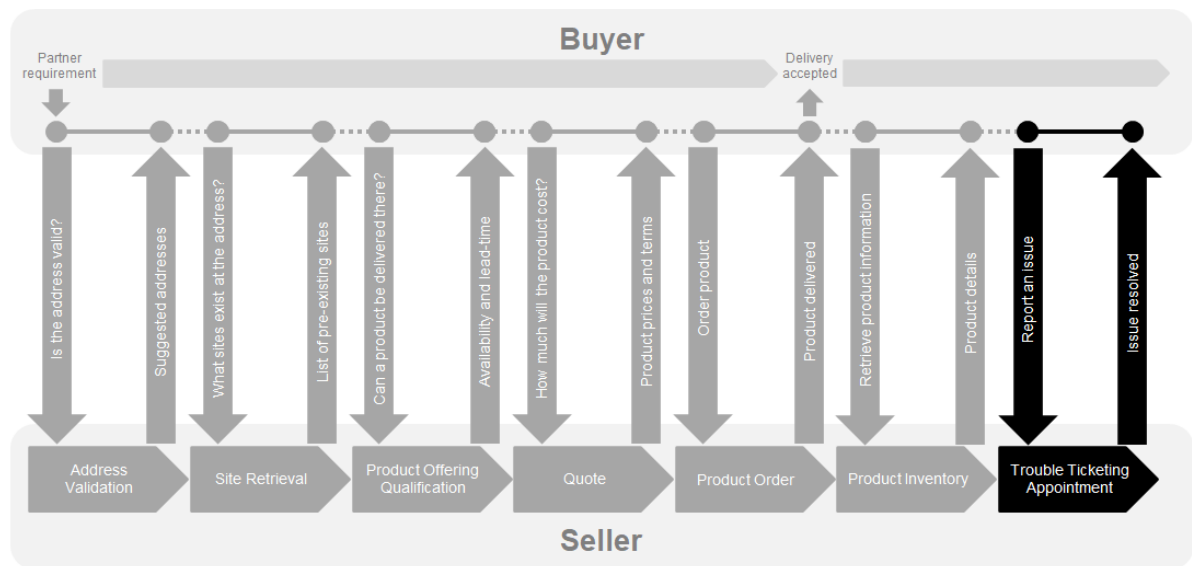 Buyer
Partner
requirement
Delivery
accepted
Is the address valid?
Suggested addresses
What sites exist at the address?
List of pre-existing sites
Can a product be delivered there?
Availability and lead-time
How much will the product cost?
Product prices and terms
Order product
Product delivered
Retrieve product information
Product details
Report an issue
Issue resolved
Address
Validation
Site Retrieval
Product Offering
Qualification
Quote
Product Order
Product Inventory
Trouble Ticketing
Appointment
Seller